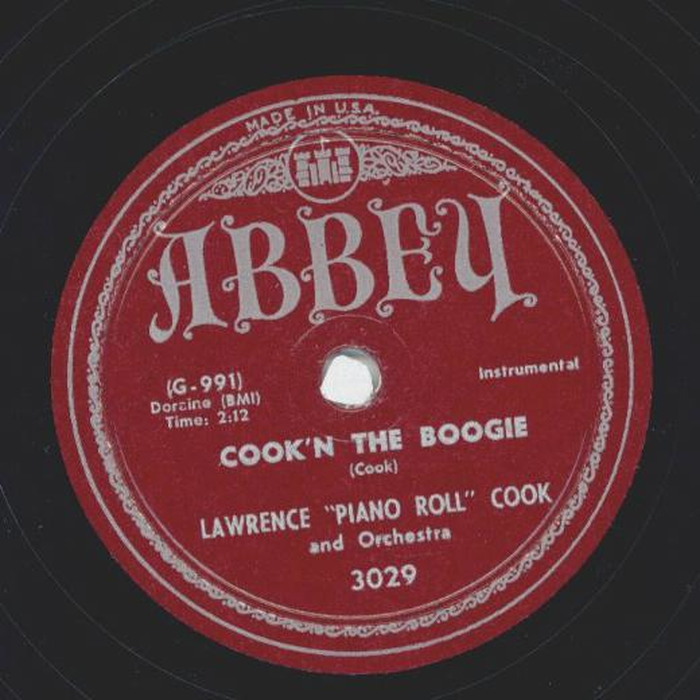 MADE IN U.S.A.
ABBEY
(G-991)
Dorzino (BMI)
Time: 2:12
Instrumental
COOK'N THE BOOGIE
(Cook)
LAWRENCE "PIANO ROLL" COOK
and Orchestra
3029